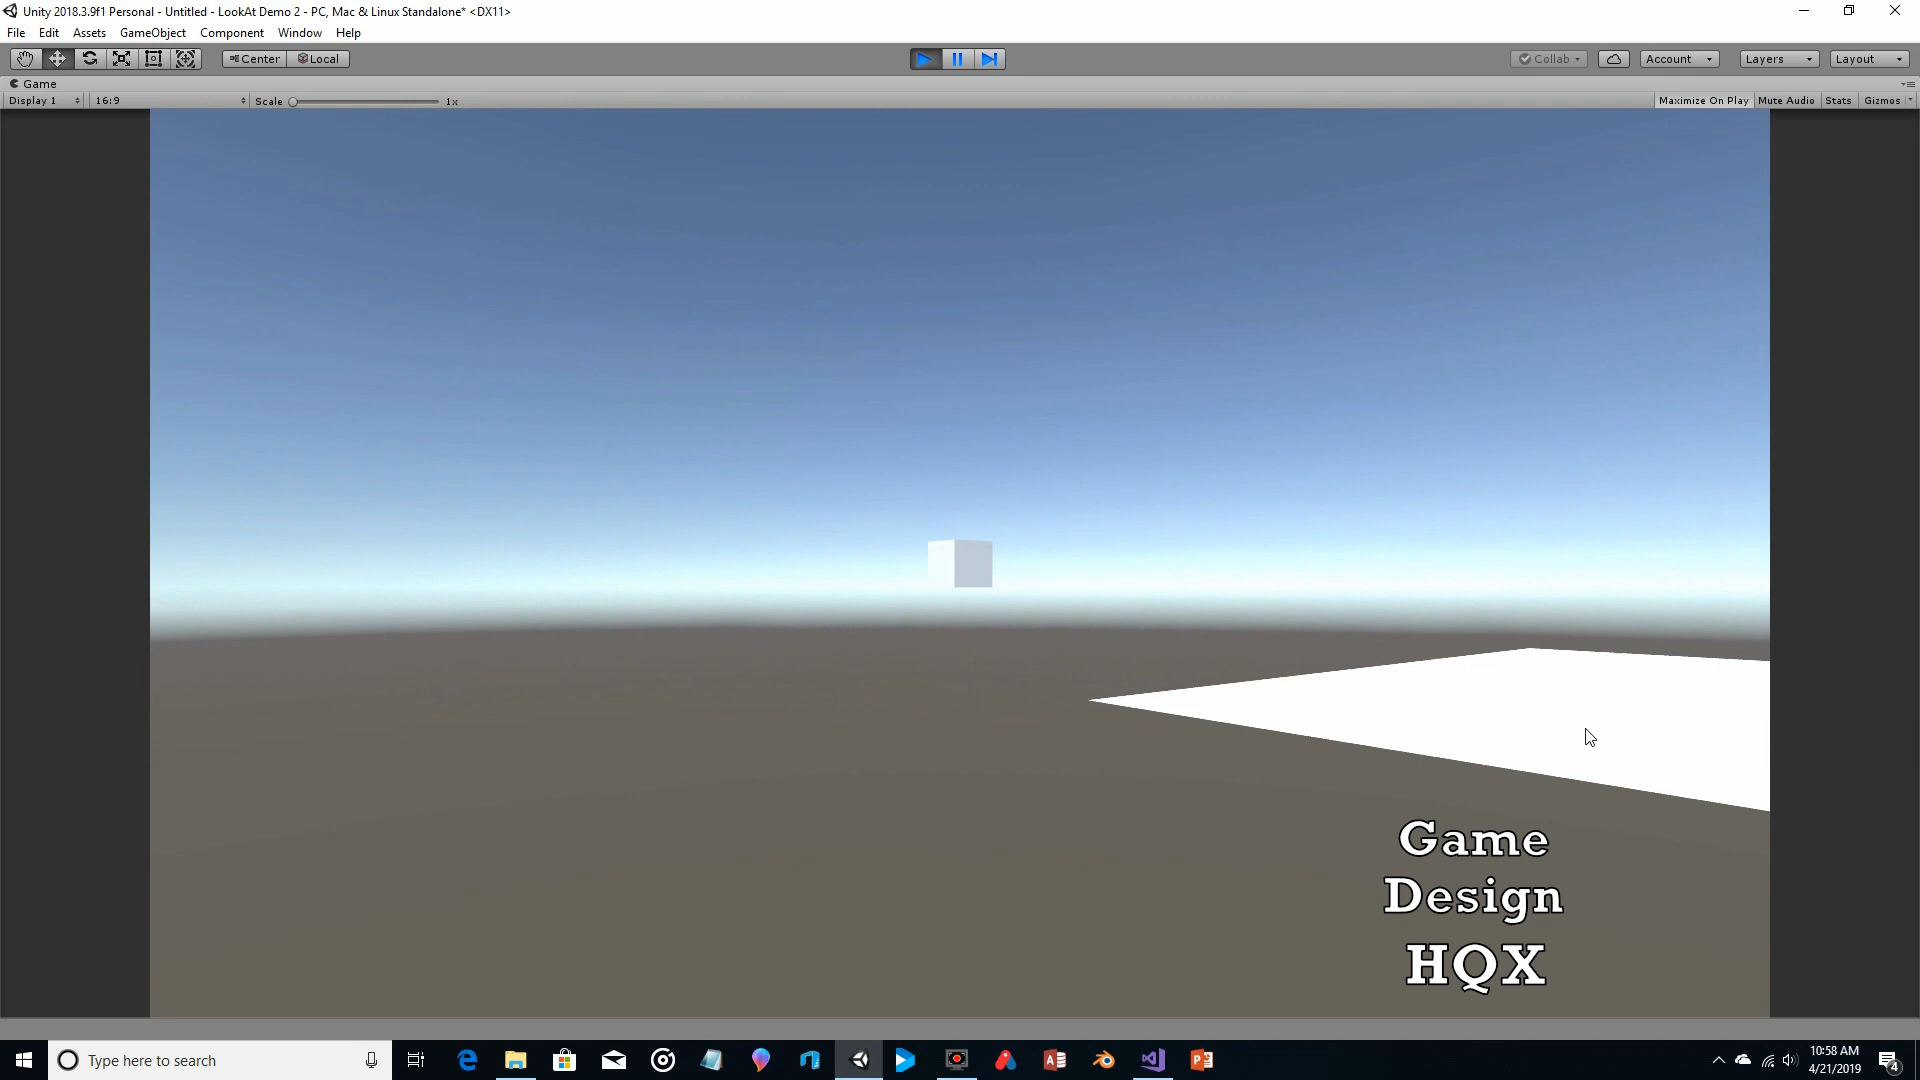 Unity 2018.3.9f1 Personal - Untitled - LookAt Demo 2 - PC, Mac & Linux Standalone* <DX11>
File Edit Assets GameObject Component Window Help
Center Local Collab Account Layers Layout
Game
Display 1 16:9 Scale 1x Maximize On Play Mute Audio Stats Gizmos
Game
Design
HQX
Type here to search
10:58 AM
4/21/2019
4